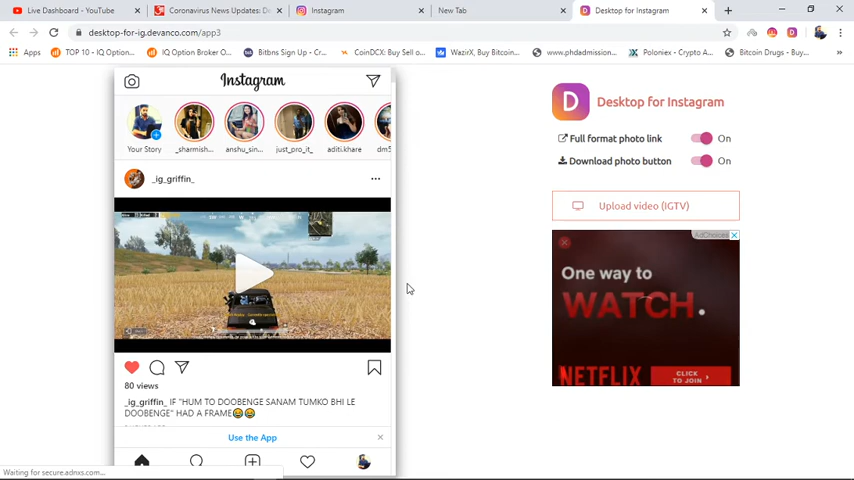 Live Dashboard - YouTube
Coronavirus News Updates: D
Instagram
New Tab
Desktop for Instagram
desktop-for-ig.devanco.com/app3
Apps
TOP 10 - IQ Option...
IQ Option Broker O...
Bitbns Sign Up - Cr...
CoinDCX: Buy Sell o...
WazirX, Buy Bitcoin...
www.phdadmission...
Poloniex - Crypto A...
Bitcoin Drugs - Buy...
Instagram
Your Story
_sharmish...
anshu_sin...
just_pro_it_
aditi.khare
_ig_griffin_
80 views
_ig_griffin_ IF "HUM TO DOOBENGE SANAM TUMKO BHI LE
DOOBENGE" HAD A FRAME😂😂
Use the App
Waiting for secure.adnxs.com...
D
Desktop for Instagram
Full format photo link
On
Download photo button
On
Upload video (IGTV)
AdChoices
One way to
WATCH.
NETFLIX
CLICK
TO JOIN